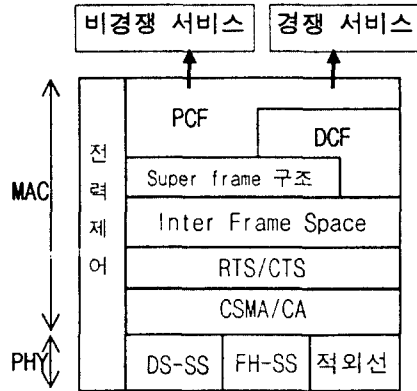 비경쟁 서비스
경쟁 서비스
PCF
DCF
전력제어
Super frame 구조
MAC
Inter Frame Space
RTS/CTS
CSMA/CA
PHY
DS-SS
FH-SS
적외선